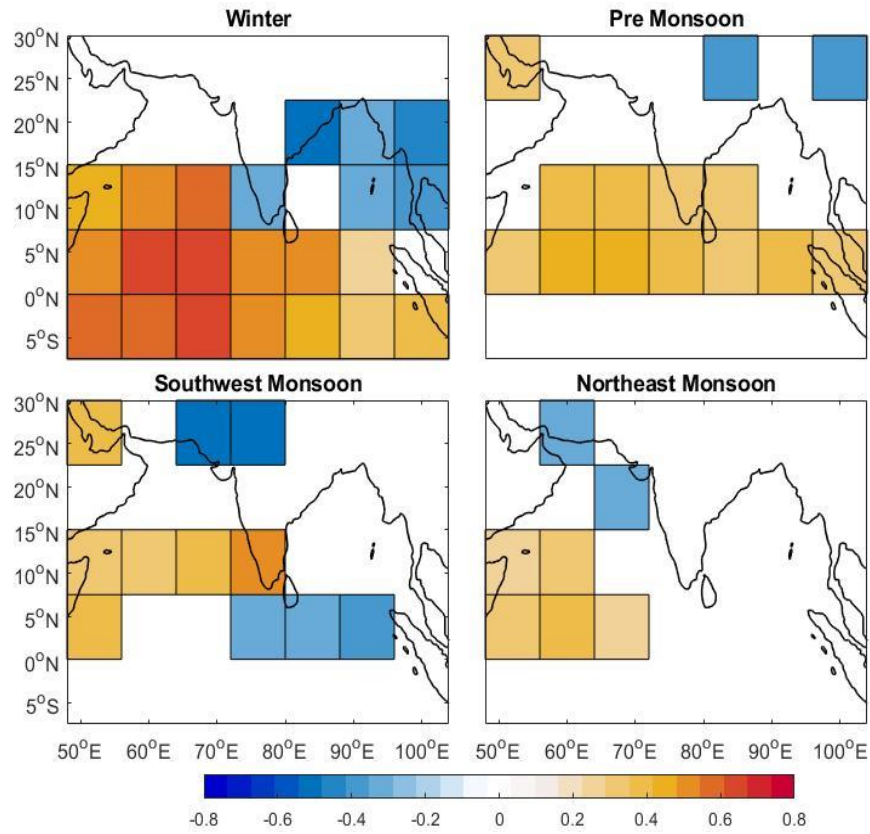 Winter
Pre Monsoon
30°N
25°N
20°N
15°N
10°N
5°N
0°N
5°S
Southwest Monsoon
Northeast Monsoon
30°N
25°N
20°N
15°N
10°N
5°N
0°N
5°S
50°E 60°E 70°E 80°E 90°E 100°E
50°E 60°E 70°E 80°E 90°E 100°E
-0.8 -0.6 -0.4 -0.2 0 0.2 0.4 0.6 0.8